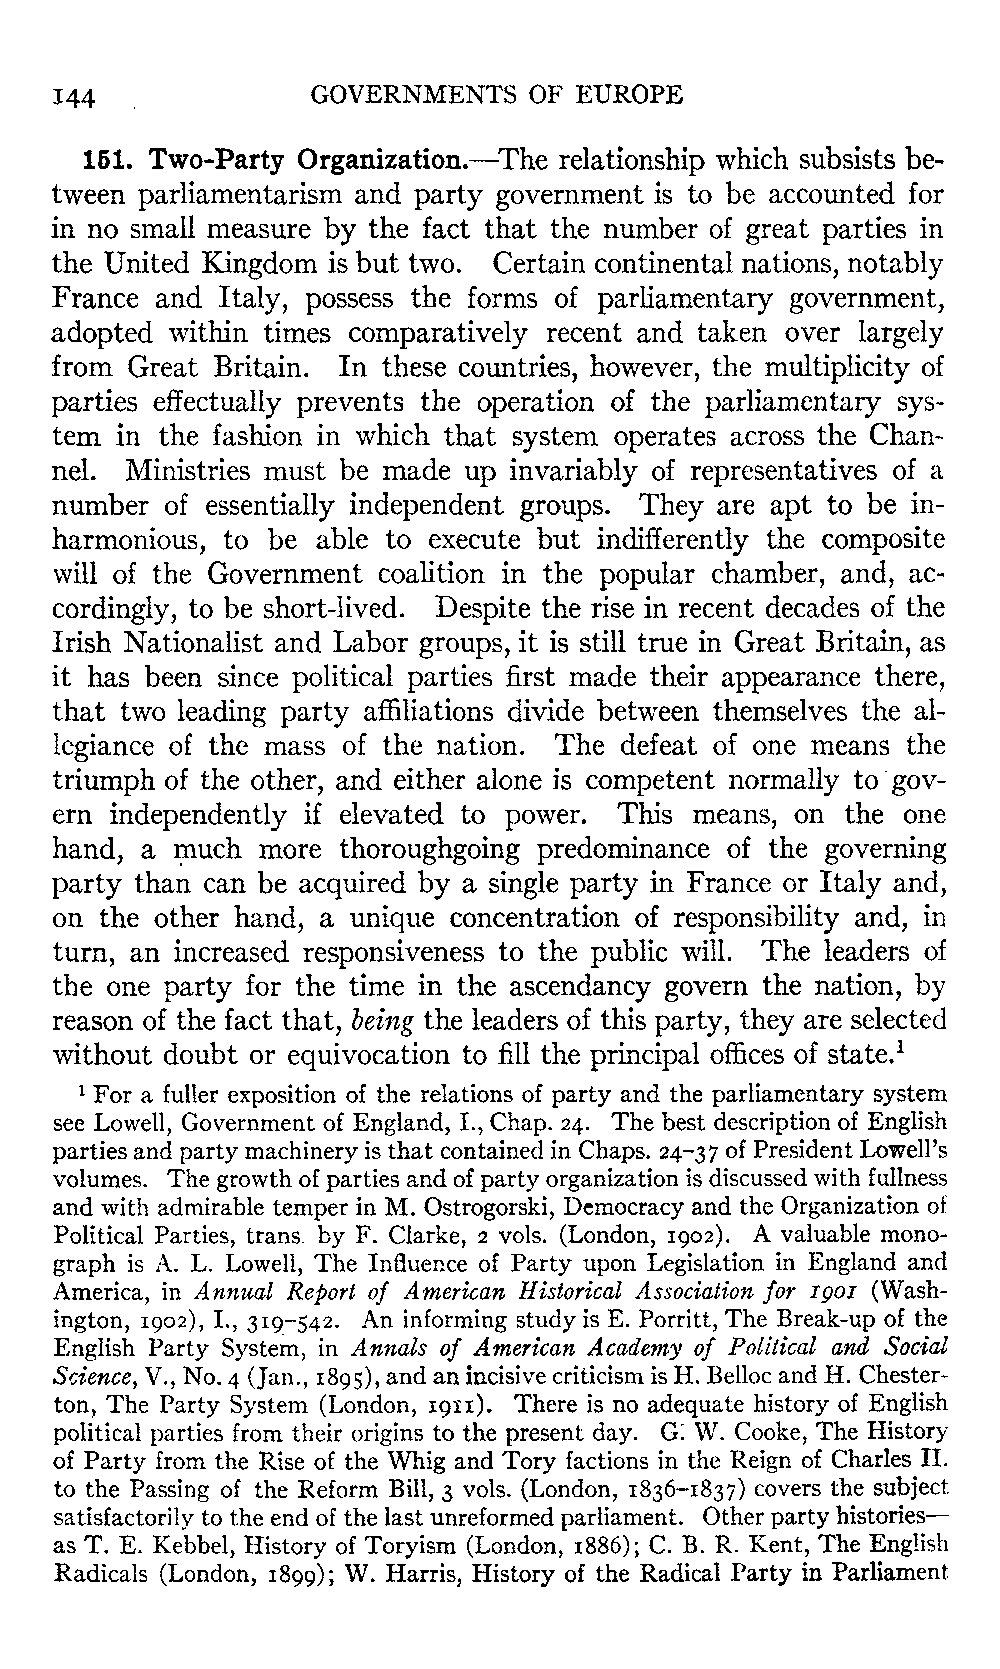 144 GOVERNMENTS OF EUROPE
151. Two-Party Organization.—The relationship which subsists be-
tween parliamentarism and party government is to be accounted for
in no small measure by the fact that the number of great parties in
the United Kingdom is but two. Certain continental nations, notably
France and Italy, possess the forms of parliamentary government,
adopted within times comparatively recent and taken over largely
from Great Britain. In these countries, however, the multiplicity of
parties effectually prevents the operation of the parliamentary sys-
tem in the fashion in which that system operates across the Chan-
nel. Ministries must be made up invariably of representatives of a
number of essentially independent groups. They are apt to be in-
harmonious, to be able to execute but indifferently the composite
will of the Government coalition in the popular chamber, and, ac-
cordingly, to be short-lived. Despite the rise in recent decades of the
Irish Nationalist and Labor groups, it is still true in Great Britain, as
it has been since political parties first made their appearance there,
that two leading party affiliations divide between themselves the al-
legiance of the mass of the nation. The defeat of one means the
triumph of the other, and either alone is competent normally to gov-
ern independently if elevated to power. This means, on the one
hand, a much more thoroughgoing predominance of the governing
party than can be acquired by a single party in France or Italy and,
on the other hand, a unique concentration of responsibility and, in
turn, an increased responsiveness to the public will. The leaders of
the one party for the time in the ascendancy govern the nation, by
reason of the fact that, being the leaders of this party, they are selected
without doubt or equivocation to fill the principal offices of state.¹
¹ For a fuller exposition of the relations of party and the parliamentary system
see Lowell, Government of England, I., Chap. 24. The best description of English
parties and party machinery is that contained in Chaps. 24–37 of President Lowell's
volumes. The growth of parties and of party organization is discussed with fullness
and with admirable temper in M. Ostrogorski, Democracy and the Organization of
Political Parties, trans. by F. Clarke, 2 vols. (London, 1902). A valuable mono-
graph is A. L. Lowell, The Influence of Party upon Legislation in England and
America, in Annual Report of American Historical Association for 1901 (Wash-
ington, 1902), I., 319–542. An informing study is E. Porritt, The Break-up of the
English Party System, in Annals of American Academy of Political and Social
Science, V., No. 4 (Jan., 1895), and an incisive criticism is H. Belloc and H. Chester-
ton, The Party System (London, 1911). There is no adequate history of English
political parties from their origins to the present day. G. W. Cooke, The History
of Party from the Rise of the Whig and Tory factions in the Reign of Charles II.
to the Passing of the Reform Bill, 3 vols. (London, 1836–1837) covers the subject
satisfactorily to the end of the last unreformed parliament. Other party histories—
as T. E. Kebbel, History of Toryism (London, 1886); C. B. R. Kent, The English
Radicals (London, 1899); W. Harris, History of the Radical Party in Parliament